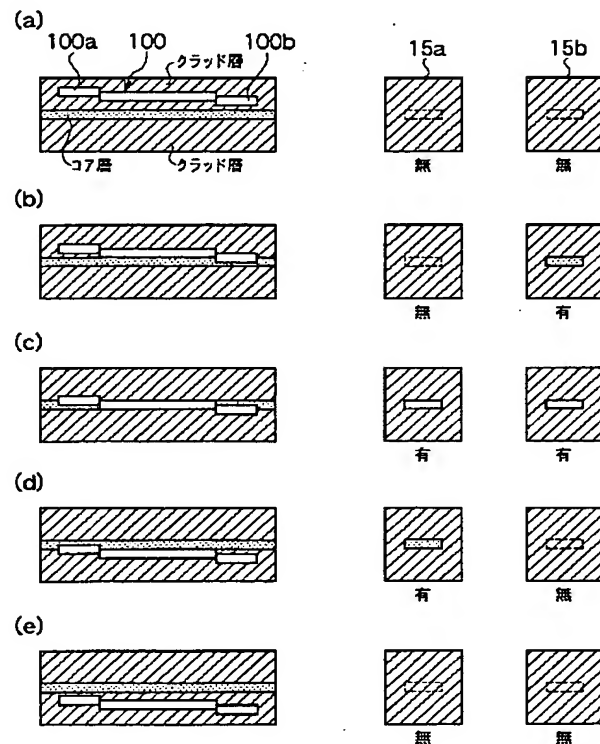 (a)
100a 100 クラッド層 100b 15a 15b
コア層 クラッド層 無 無
(b)
無 有
(c)
有 有
(d)
有 無
(e)
無 無